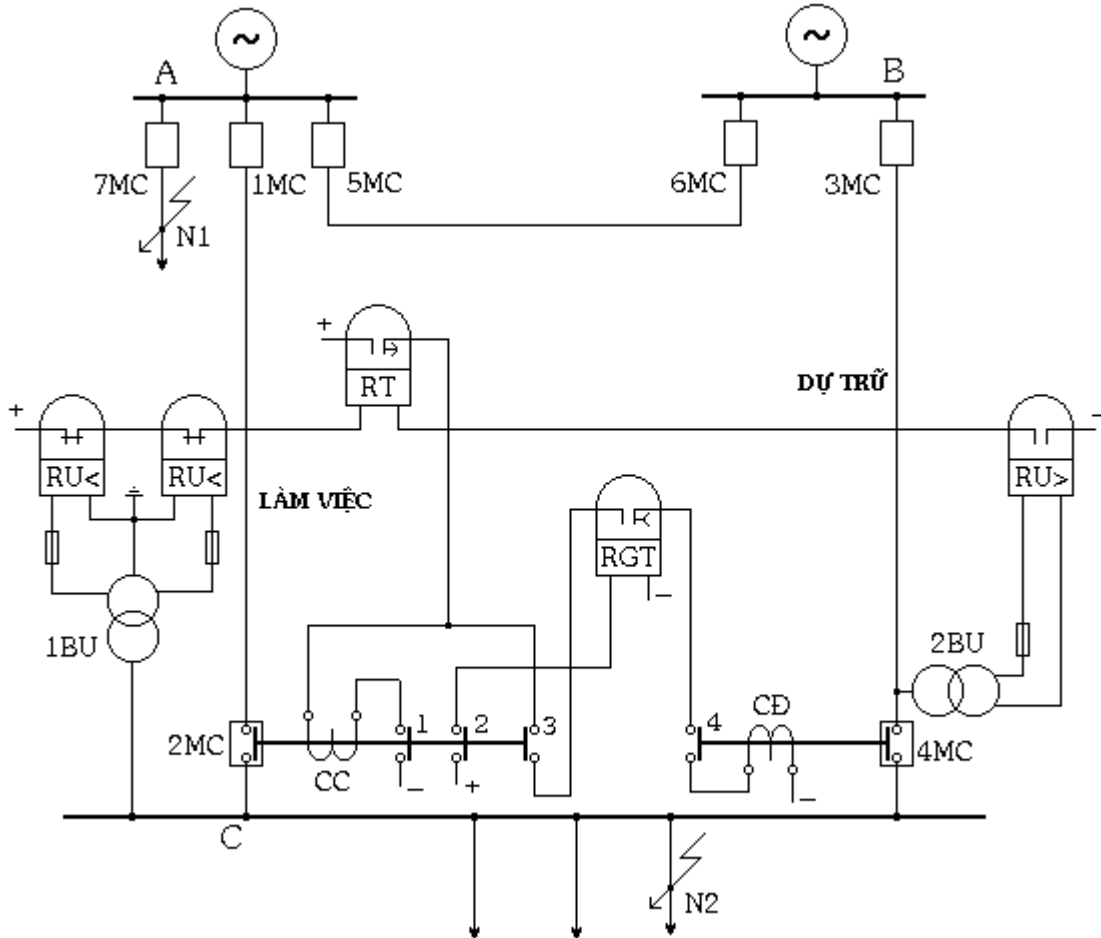 A
B
7MC
1MC
5MC
6MC
3MC
N1
+
RT
DỰ TRỮ
+
RU<
RU<
LÀM VIỆC
RGT
−
RU>
−
1BU
2BU
2MC
CC
1
2
3
4
CĐ
4MC
−
+
−
C
N2